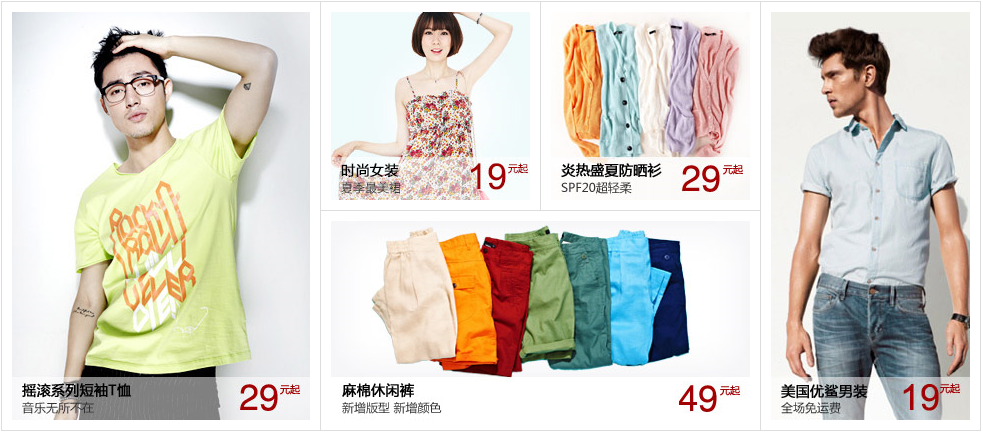 摇滚系列短袖T恤
音乐无所不在
29元起
时尚女装
夏季最美裙
19元起
炎热盛夏防晒衫
SPF20超轻柔
29元起
麻棉休闲裤
新增版型 新增颜色
49元起
美国优鲨男装
全场免运费
19元起